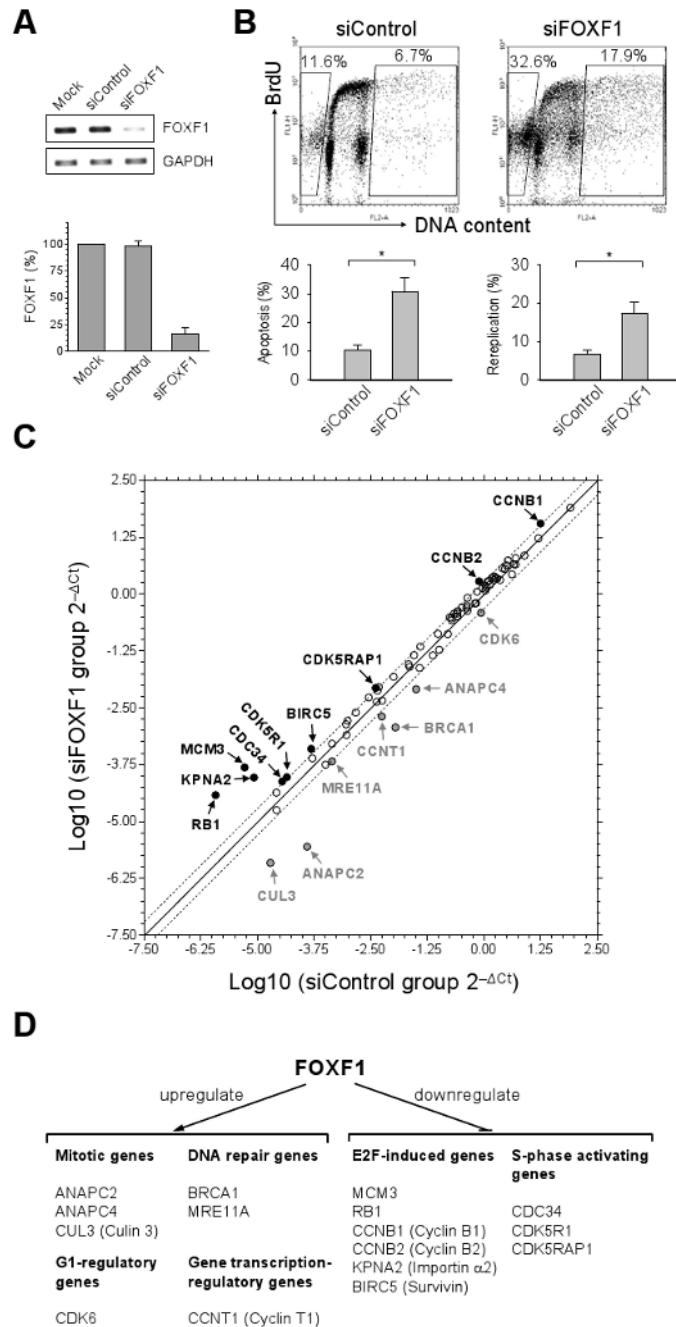 A
Mock
siControl
siFOXF1
FOXF1
GAPDH
FOXF1 (%)
100
75
50
25
0
Mock
siControl
siFOXF1
B
siControl
siFOXF1
11.6%
6.7%
32.6%
17.9%
BrdU
FL1-H
FL1-H
0
FL2-A
1023
0
FL2-A
1023
DNA content
Apoptosis (%)
40
30
20
10
0
*
siControl
siFOXF1
Rereplication (%)
30
20
10
0
*
siControl
siFOXF1
C
Log10 (siFOXF1 group 2–ΔCt)
2.50
1.25
0.00
-1.25
-2.50
-3.75
-5.00
-6.25
-7.50
CCNB1
CCNB2
CDK6
CDK5RAP1
ANAPC4
BIRC5
BRCA1
CDK5R1
CCNT1
CDC34
MCM3
MRE11A
KPNA2
RB1
ANAPC2
CUL3
-7.50 -6.25 -5.00 -3.75 -2.50 -1.25 0.00 1.25 2.50
Log10 (siControl group 2–ΔCt)
D
FOXF1
upregulate
downregulate
Mitotic genes
ANAPC2
ANAPC4
CUL3 (Culin 3)
G1-regulatory
genes
CDK6
DNA repair genes
BRCA1
MRE11A
Gene transcription-
regulatory genes
CCNT1 (Cyclin T1)
E2F-induced genes
MCM3
RB1
CCNB1 (Cyclin B1)
CCNB2 (Cyclin B2)
KPNA2 (Importin α2)
BIRC5 (Survivin)
S-phase activating
genes
CDC34
CDK5R1
CDK5RAP1